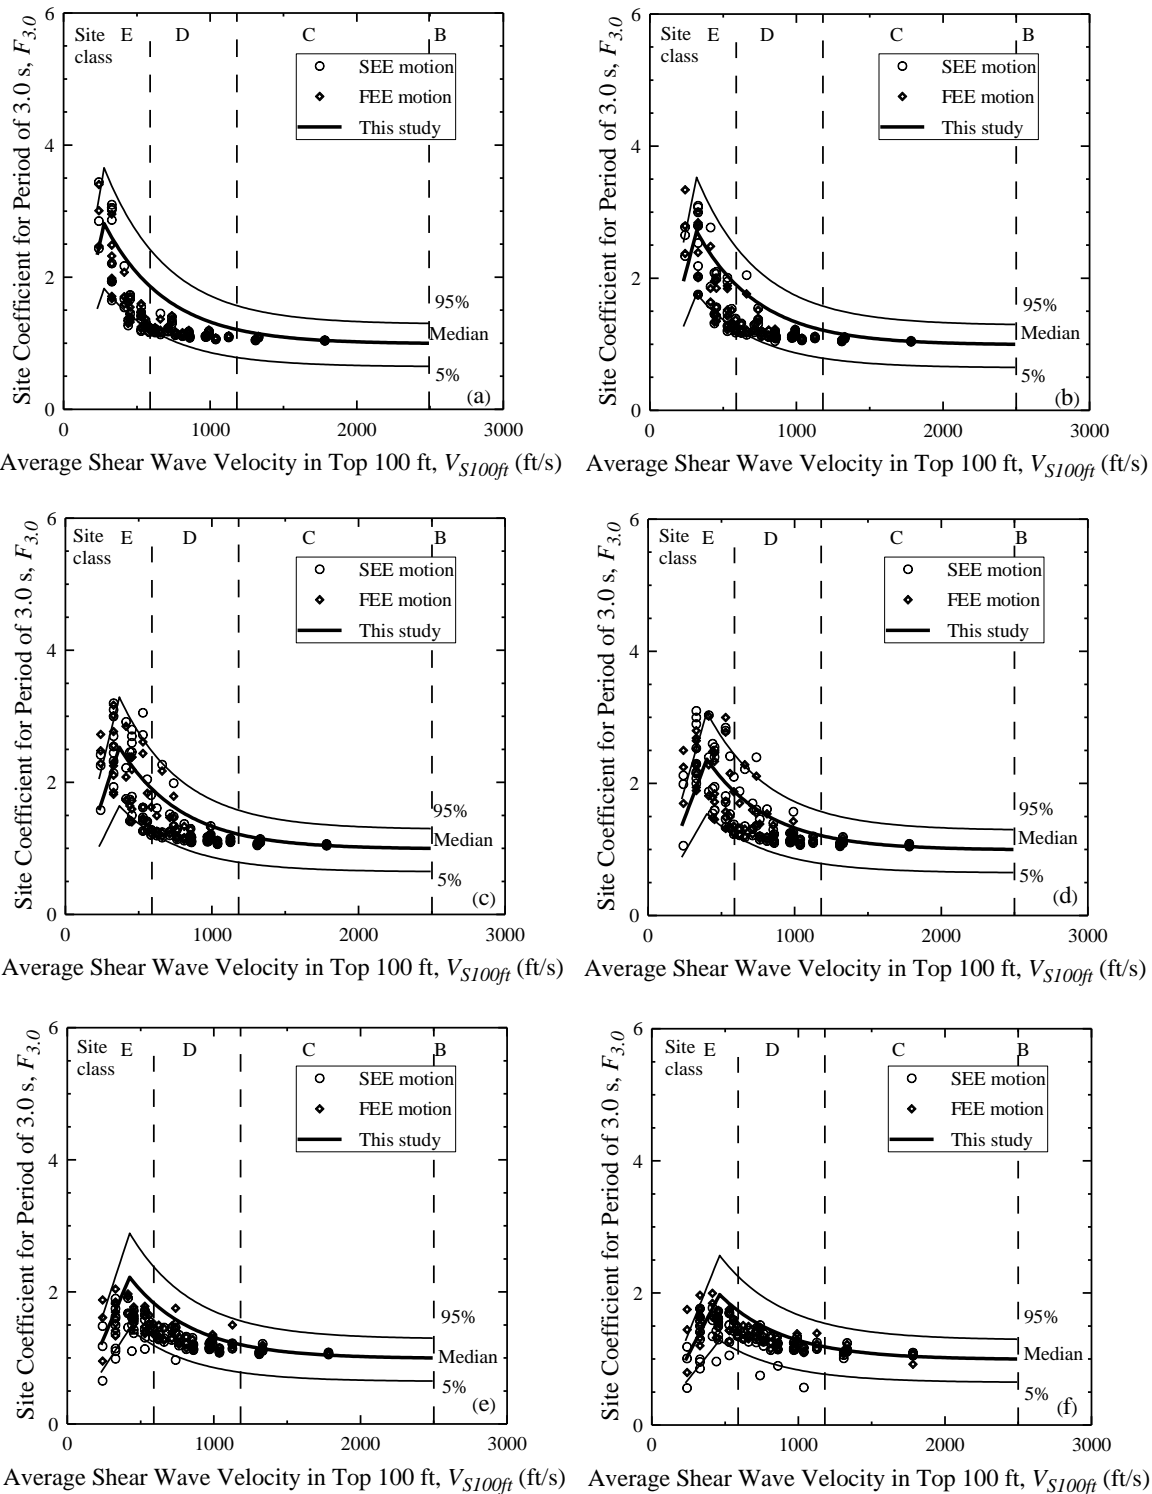 Site Coefficient for Period of 3.0 s, F3.0
6
4
2
0
Site class
E
D
C
B
SEE motion
FEE motion
This study
95%
Median
5%
(a)
0
1000
2000
3000
Average Shear Wave Velocity in Top 100 ft, VS100ft (ft/s)
Site Coefficient for Period of 3.0 s, F3.0
6
4
2
0
Site class
E
D
C
B
SEE motion
FEE motion
This study
95%
Median
5%
(b)
0
1000
2000
3000
Average Shear Wave Velocity in Top 100 ft, VS100ft (ft/s)
Site Coefficient for Period of 3.0 s, F3.0
6
4
2
0
Site class
E
D
C
B
SEE motion
FEE motion
This study
95%
Median
5%
(c)
0
1000
2000
3000
Average Shear Wave Velocity in Top 100 ft, VS100ft (ft/s)
Site Coefficient for Period of 3.0 s, F3.0
6
4
2
0
Site class
E
D
C
B
SEE motion
FEE motion
This study
95%
Median
5%
(d)
0
1000
2000
3000
Average Shear Wave Velocity in Top 100 ft, VS100ft (ft/s)
Site Coefficient for Period of 3.0 s, F3.0
6
4
2
0
Site class
E
D
C
B
SEE motion
FEE motion
This study
95%
Median
5%
(e)
0
1000
2000
3000
Average Shear Wave Velocity in Top 100 ft, VS100ft (ft/s)
Site Coefficient for Period of 3.0 s, F3.0
6
4
2
0
Site class
E
D
C
B
SEE motion
FEE motion
This study
95%
Median
5%
(f)
0
1000
2000
3000
Average Shear Wave Velocity in Top 100 ft, VS100ft (ft/s)